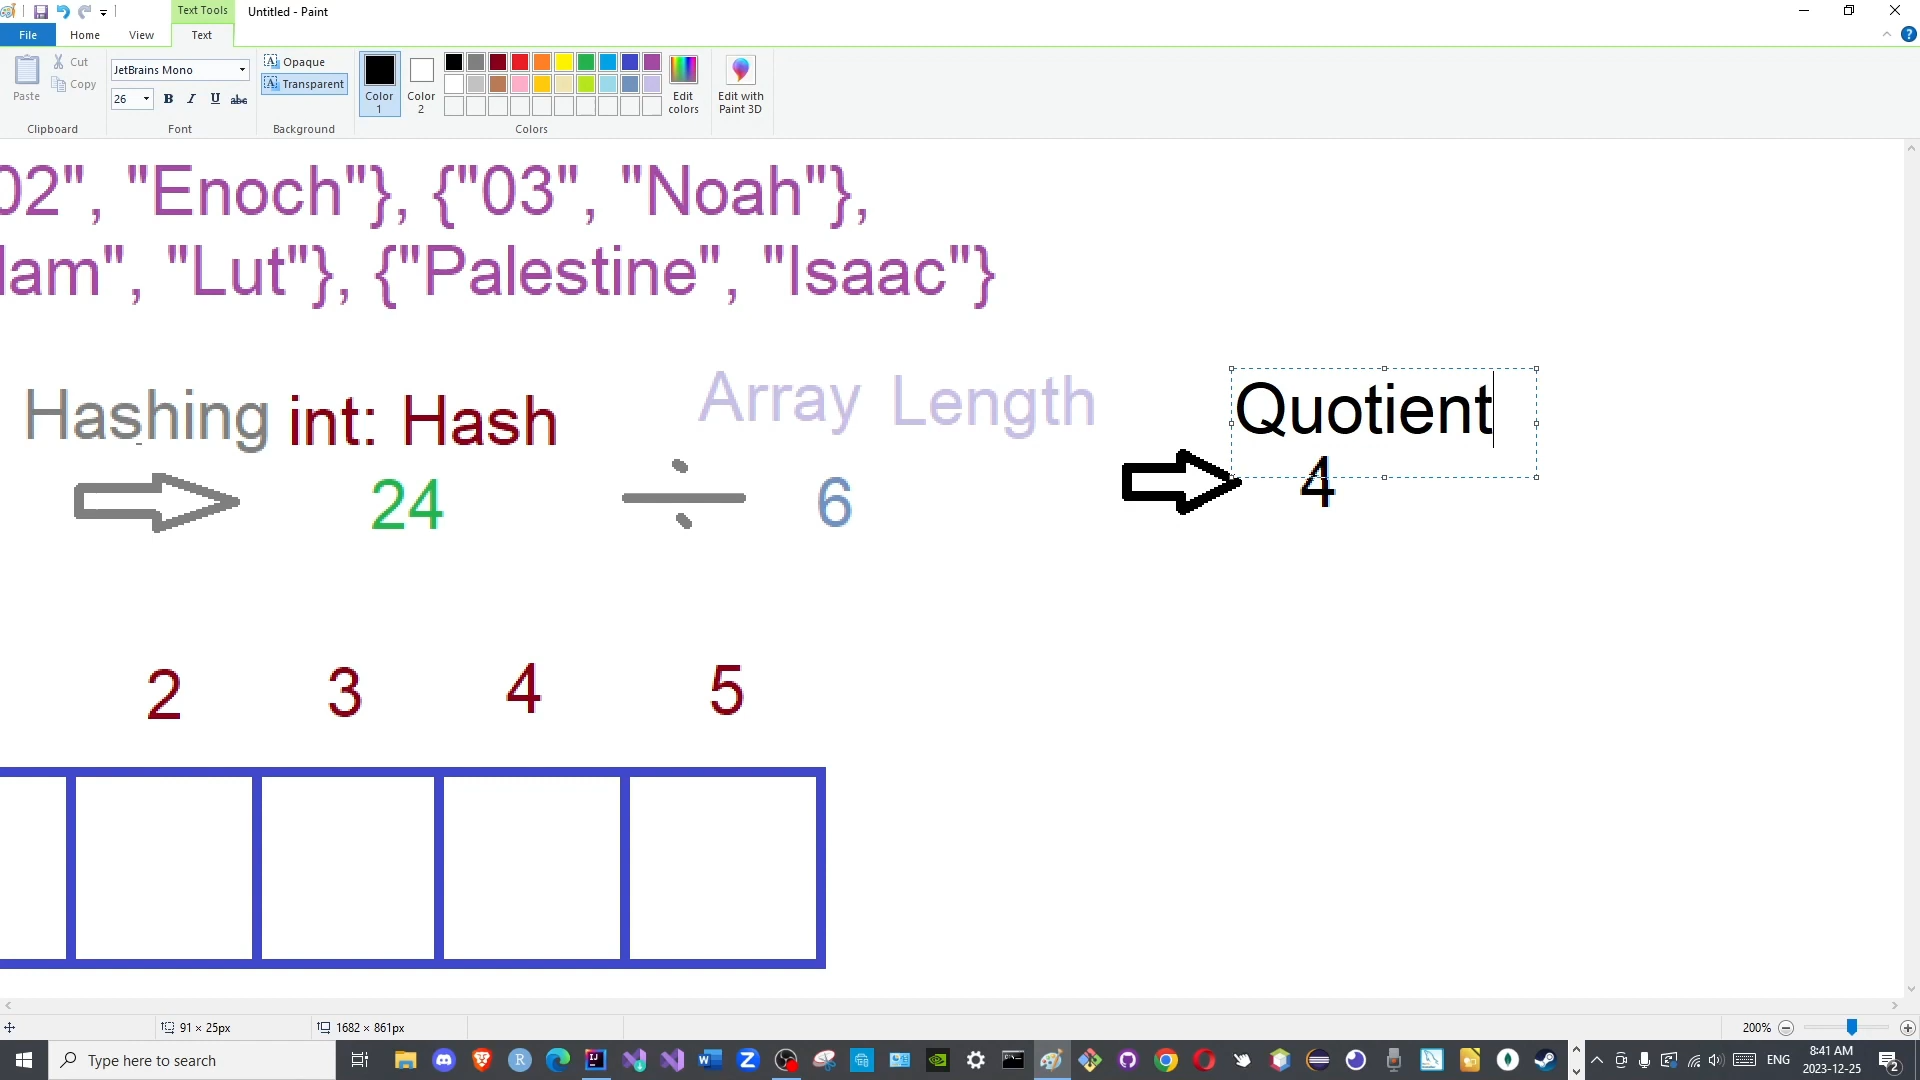 Text Tools
Untitled - Paint
File
Home
View
Text
Paste
Cut
Copy
Clipboard
JetBrains Mono
26
B
I
U
abc
Font
Opaque
Transparent
Background
Color
1
Color
2
Edit
colors
Colors
Edit with
Paint 3D
02", "Enoch"}, {"03", "Noah"},
lam", "Lut"}, {"Palestine", "Isaac"}
Hashing int: Hash
Array Length
Quotient
24
6
4
2
3
4
5
91 × 25px
1682 × 861px
200%
Type here to search
ENG
8:41 AM
2023-12-25
2